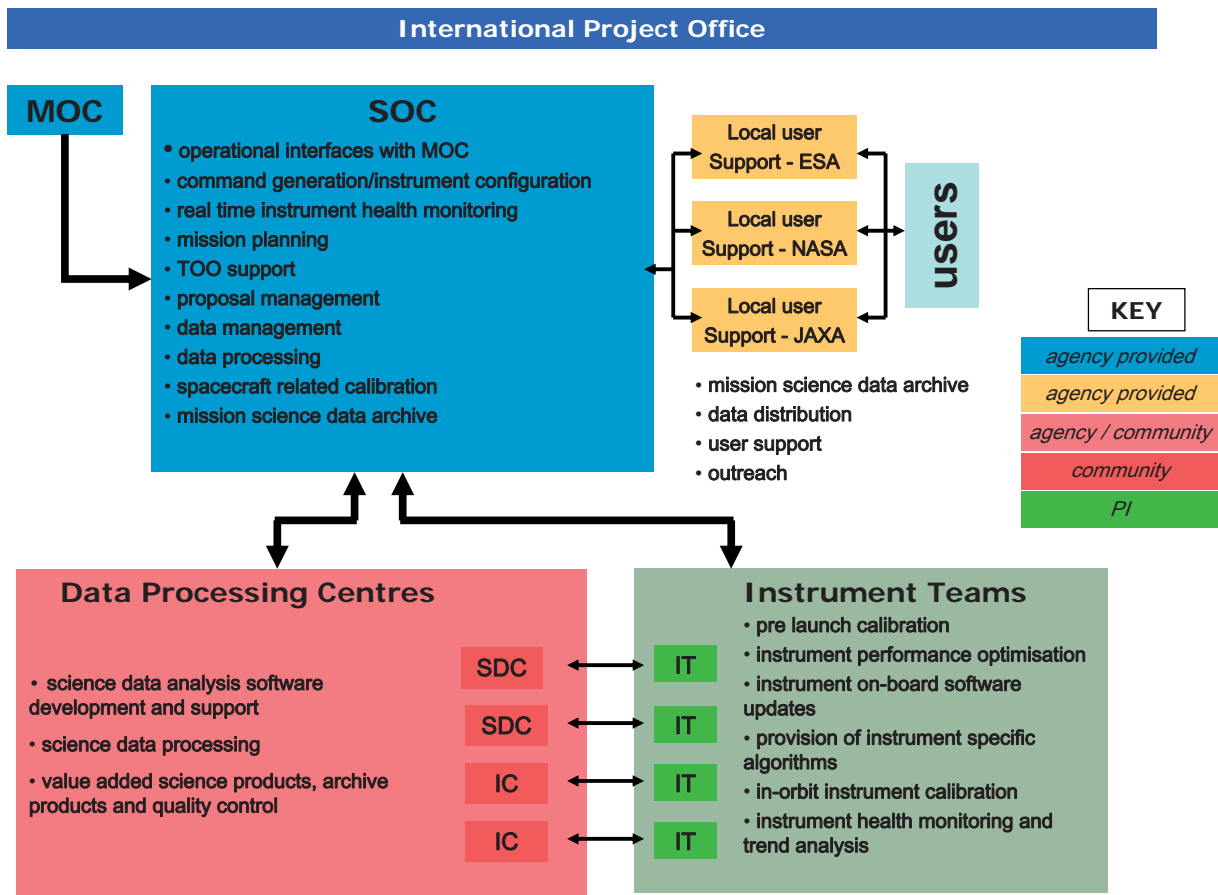 International Project Office
MOC
SOC
• operational interfaces with MOC
• command generation/instrument configuration
• real time instrument health monitoring
• mission planning
• TOO support
• proposal management
• data management
• data processing
• spacecraft related calibration
• mission science data archive
Local user
Support - ESA
Local user
Support - NASA
Local user
Support - JAXA
users
• mission science data archive
• data distribution
• user support
• outreach
KEY
agency provided
agency provided
agency / community
community
PI
Data Processing Centres
• science data analysis software
development and support
• science data processing
• value added science products, archive
products and quality control
SDC
SDC
IC
IC
Instrument Teams
IT
IT
IT
IT
• pre launch calibration
• instrument performance optimisation
• instrument on-board software
updates
• provision of instrument specific
algorithms
• in-orbit instrument calibration
• instrument health monitoring and
trend analysis